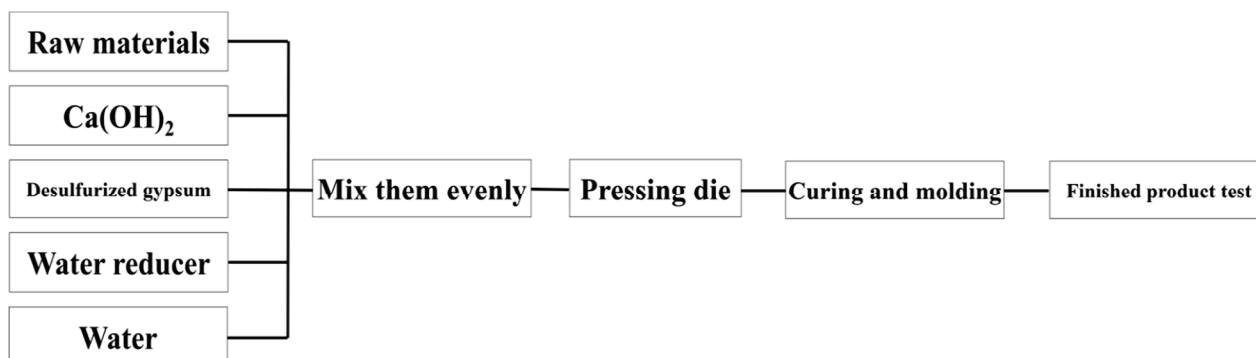 Raw materials
Ca(OH)₂
Desulfurized gypsum
Water reducer
Water
Mix them evenly
Pressing die
Curing and molding
Finished product test